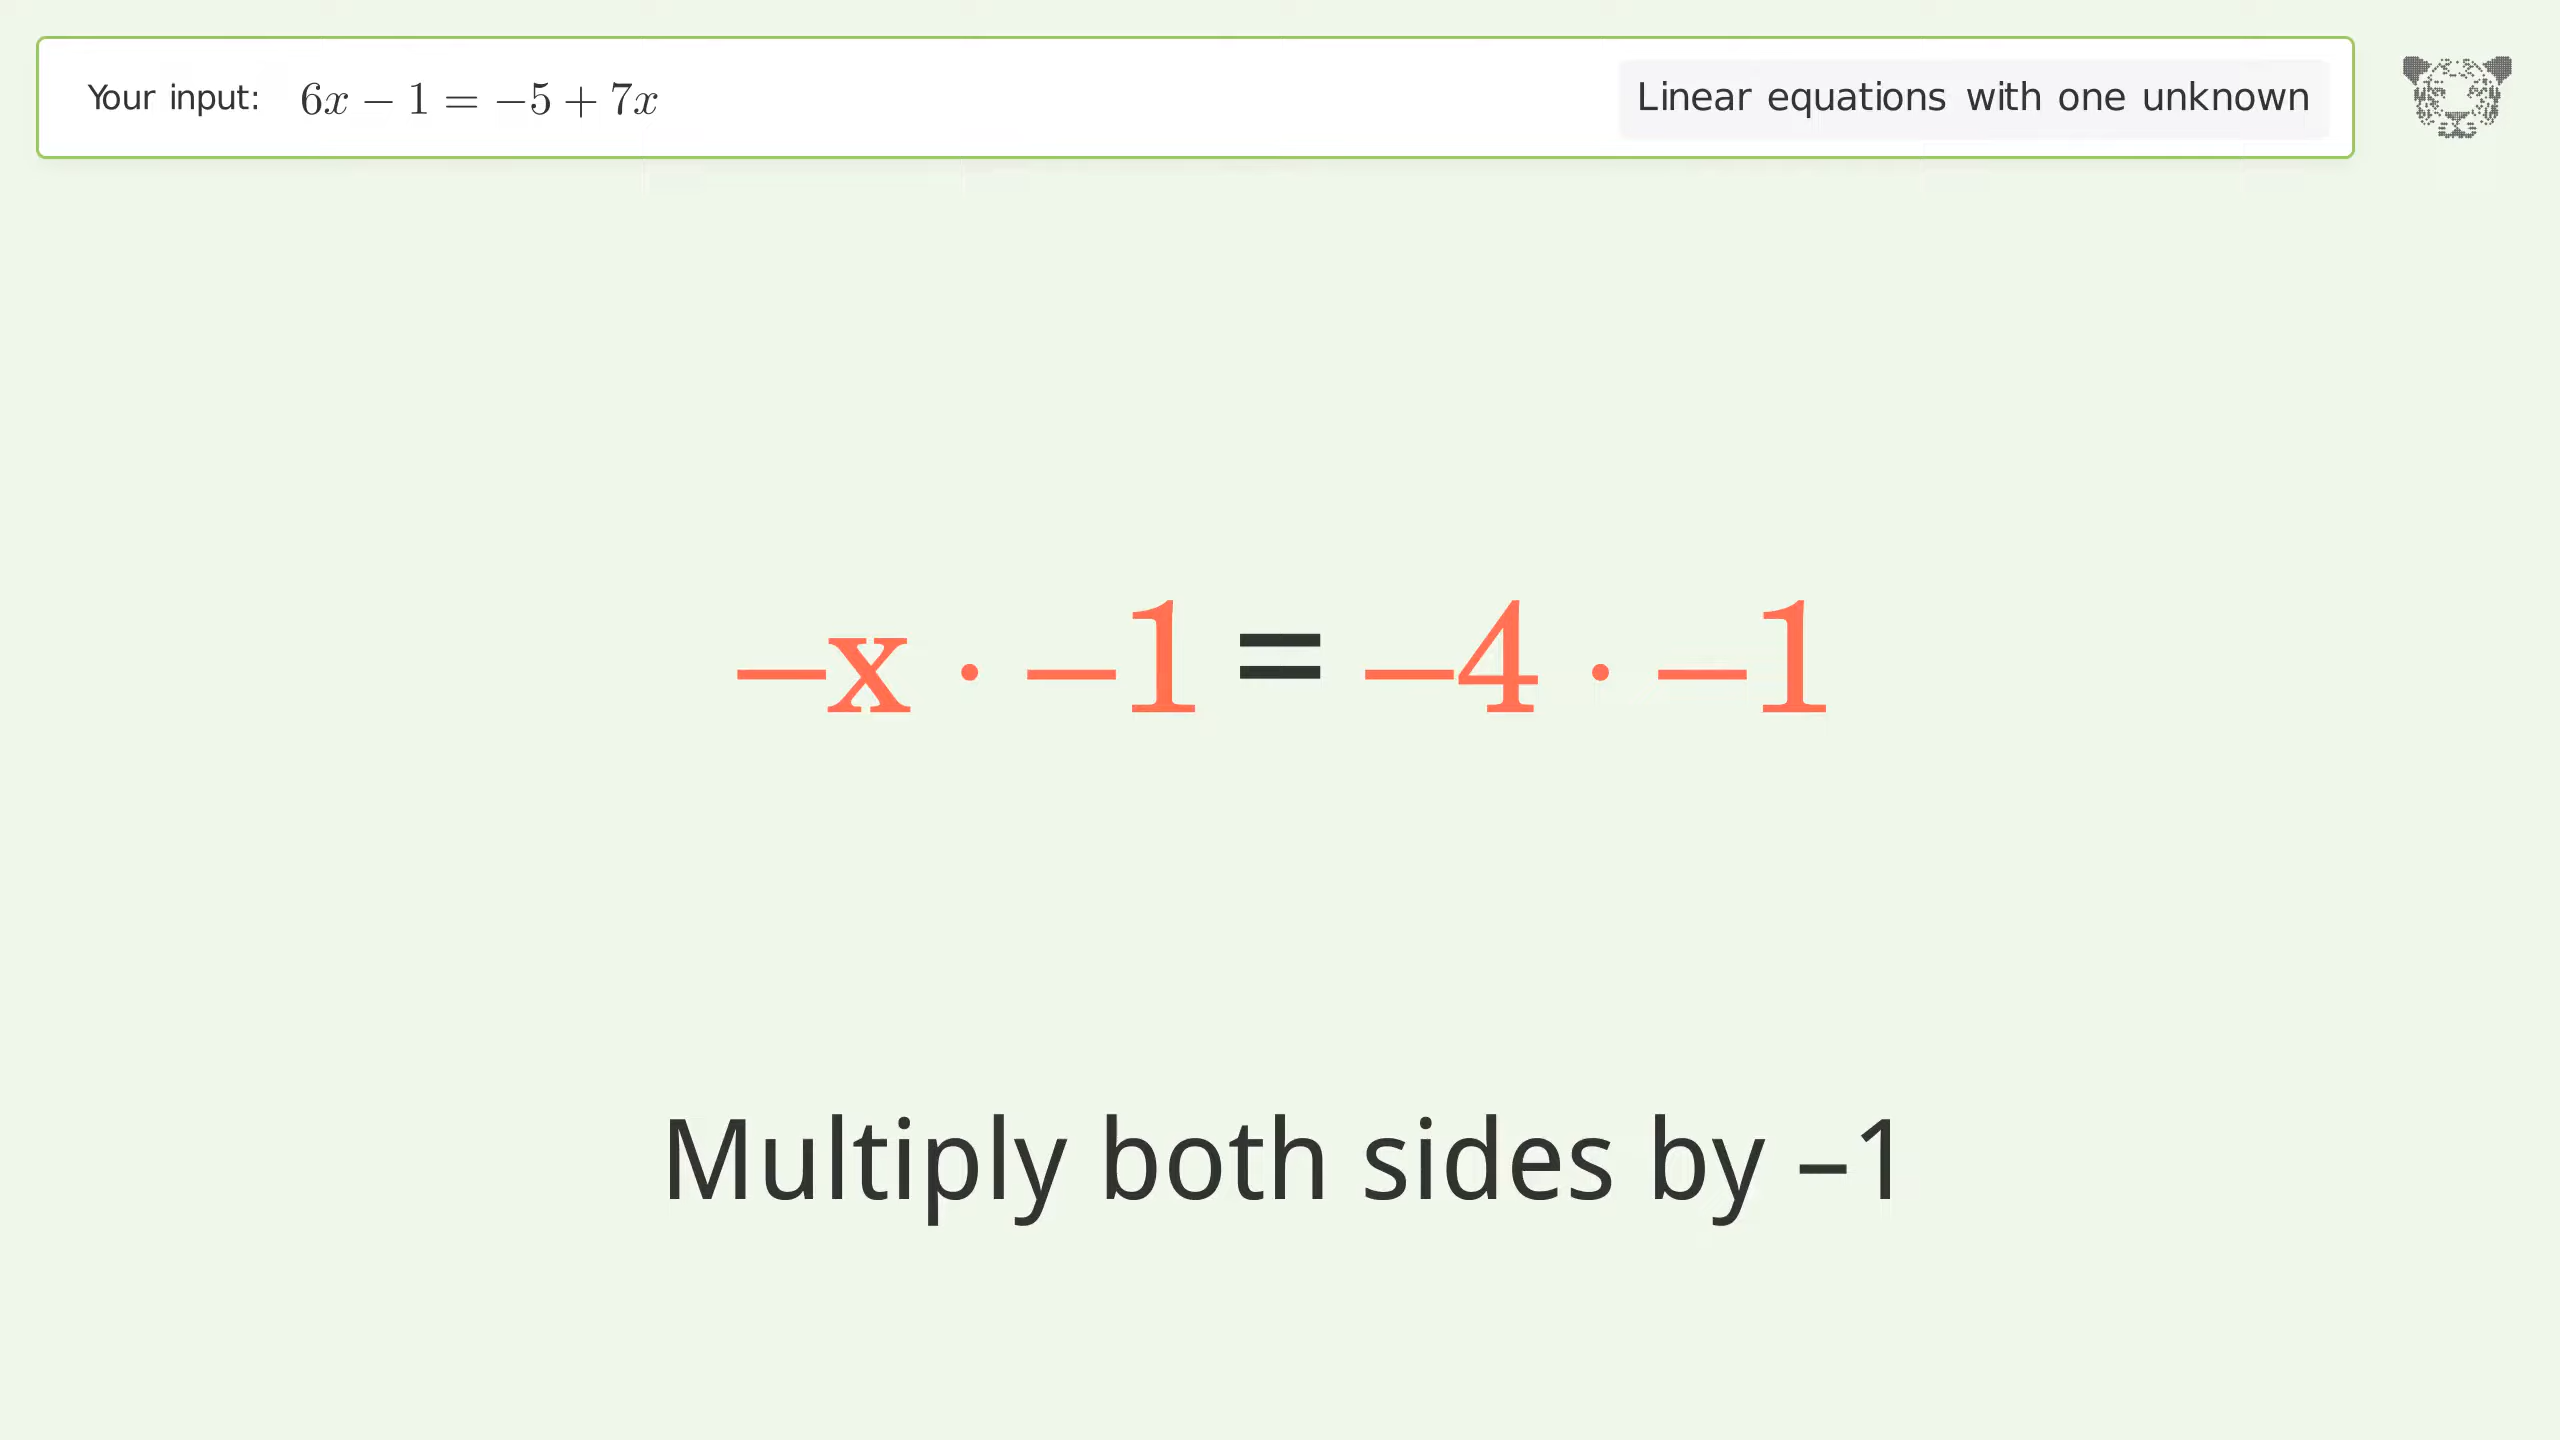 Your input: 6x − 1 = −5 + 7x
Linear equations with one unknown
−x · −1 = −4 · −1
Multiply both sides by −1